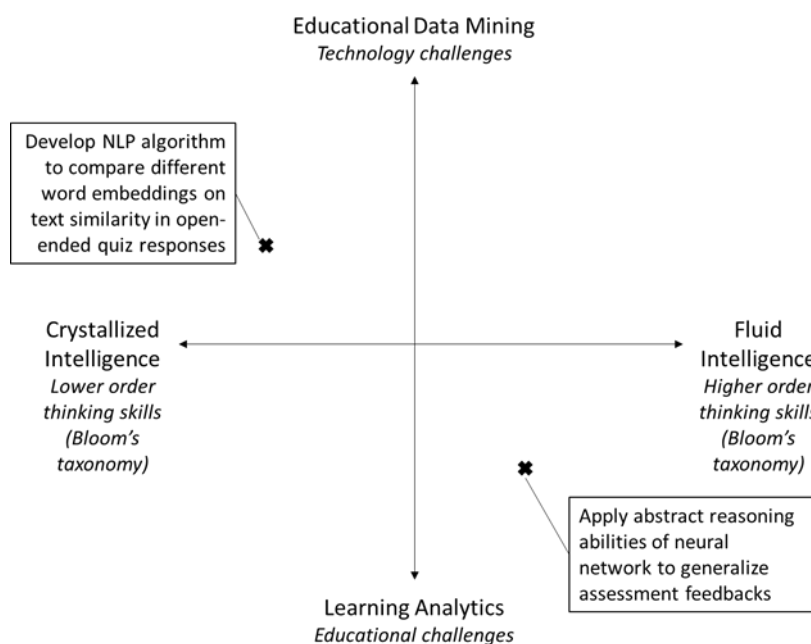 Educational Data Mining
Technology challenges
Develop NLP algorithm
to compare different
word embeddings on
text similarity in open-
ended quiz responses
Crystallized
Intelligence
Lower order
thinking skills
(Bloom's
taxonomy)
Fluid
Intelligence
Higher order
thinking skills
(Bloom's
taxonomy)
Apply abstract reasoning
abilities of neural
network to generalize
assessment feedbacks
Learning Analytics
Educational challenges